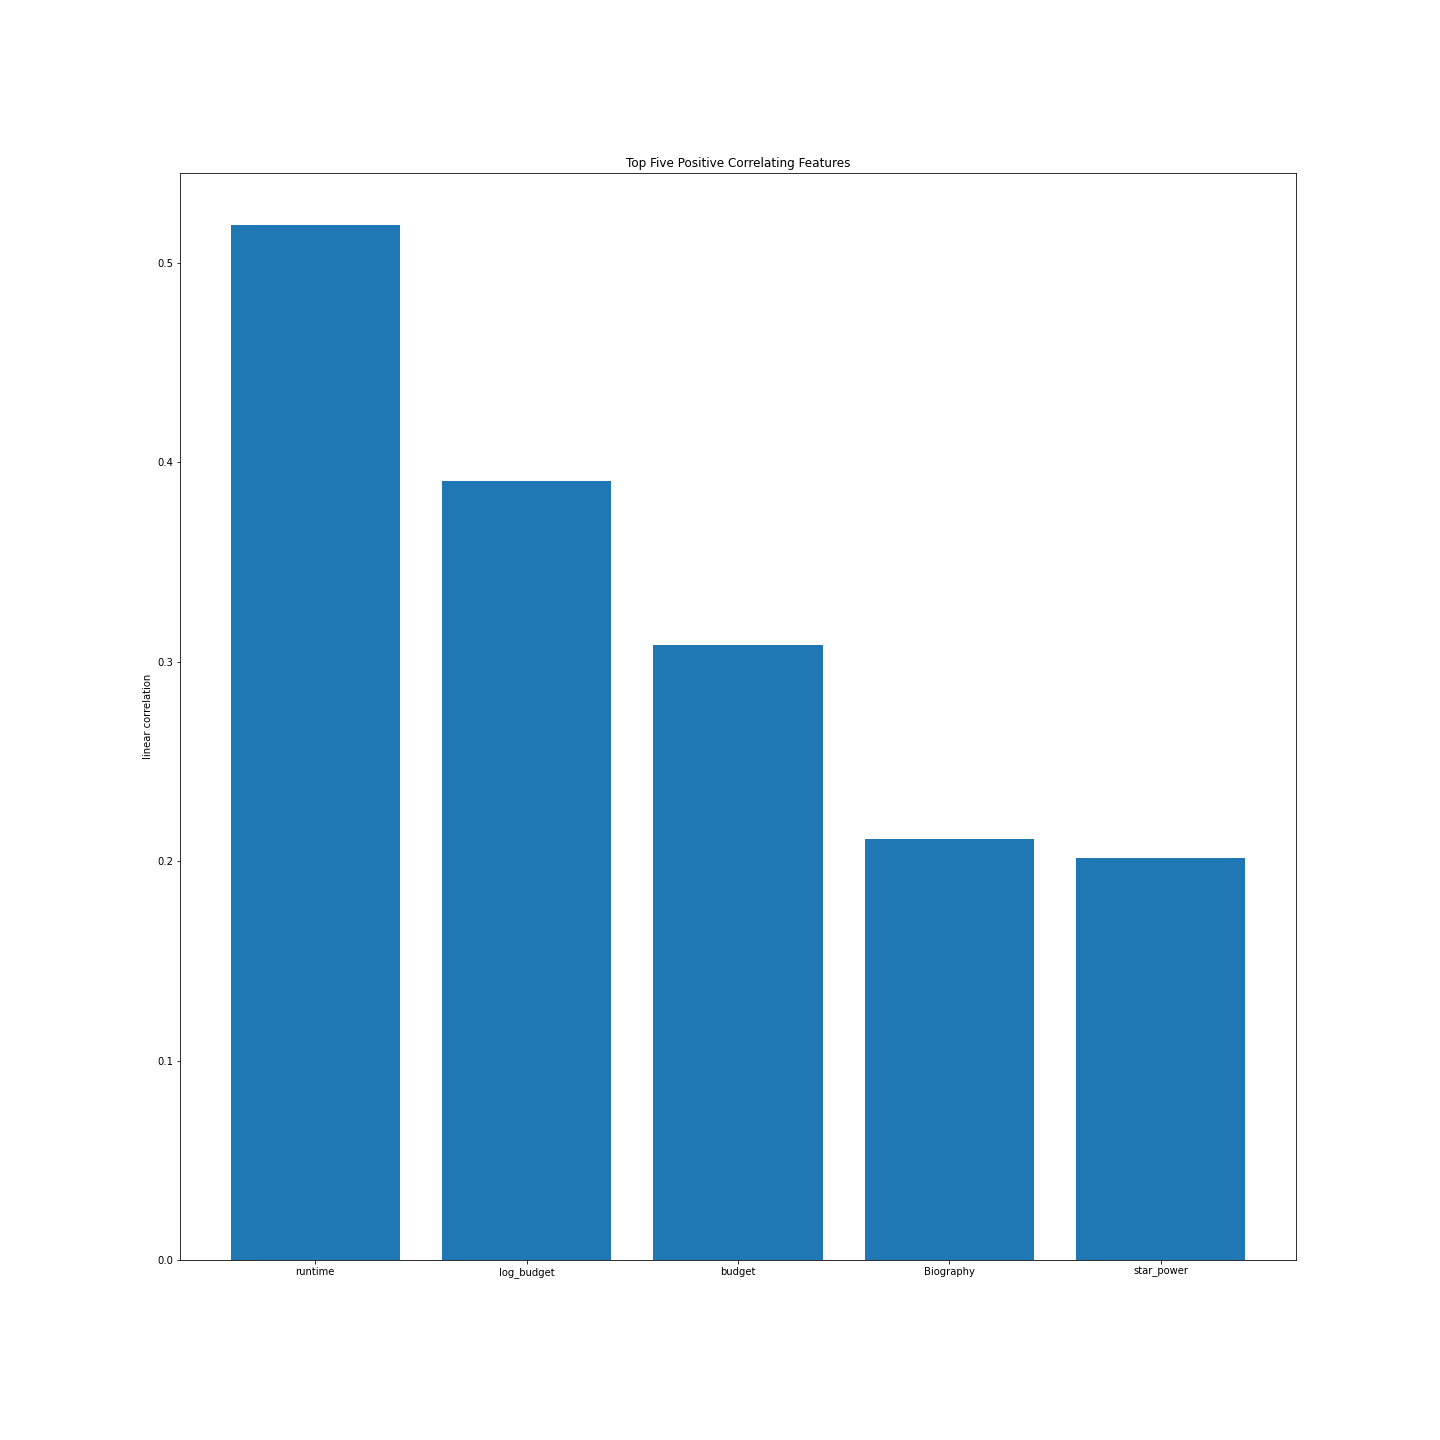 Top Five Positive Correlating Features
linear correlation
0.5
0.4
0.3
0.2
0.1
0.0
runtime log_budget budget Biography star_power